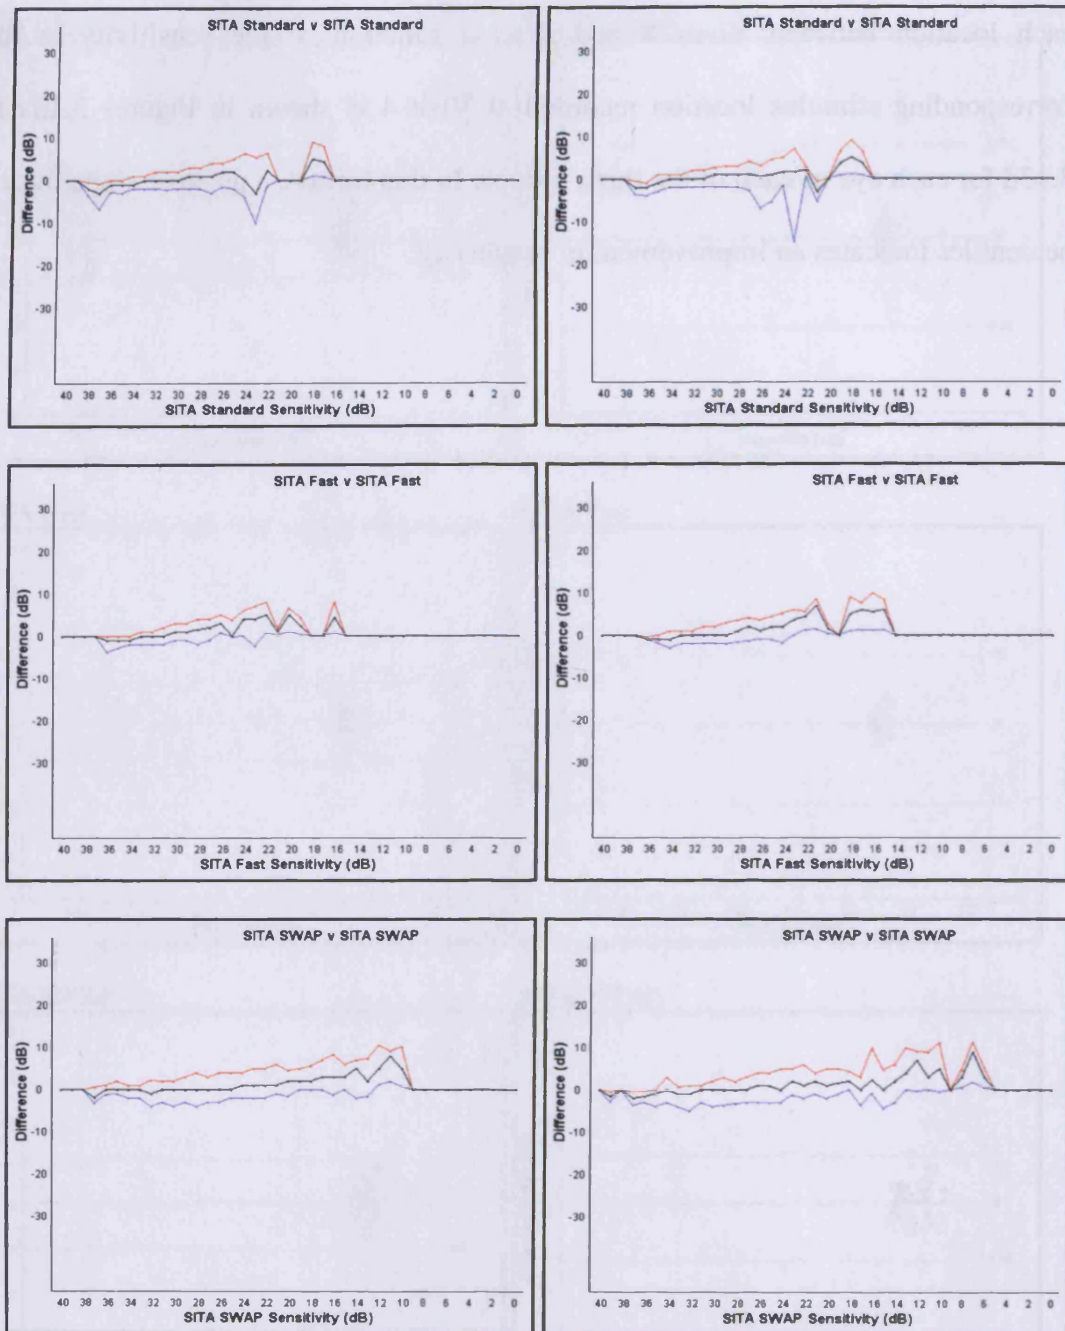 location
stimulus location shown in
for each eye
indicates an improvement
SITA Standard v SITA Standard
30
20
10
0
-10
-20
-30
Difference (dB)
40 38 36 34 32 30 28 26 24 22 20 18 16 14 12 10 8 6 4 2 0
SITA Standard Sensitivity (dB)
SITA Standard v SITA Standard
30
20
10
0
-10
-20
-30
Difference (dB)
40 38 36 34 32 30 28 26 24 22 20 18 16 14 12 10 8 6 4 2 0
SITA Standard Sensitivity (dB)
SITA Fast v SITA Fast
30
20
10
0
-10
-20
-30
Difference (dB)
40 38 36 34 32 30 28 26 24 22 20 18 16 14 12 10 8 6 4 2 0
SITA Fast Sensitivity (dB)
SITA Fast v SITA Fast
30
20
10
0
-10
-20
-30
Difference (dB)
40 38 36 34 32 30 28 26 24 22 20 18 16 14 12 10 8 6 4 2 0
SITA Fast Sensitivity (dB)
SITA SWAP v SITA SWAP
30
20
10
0
-10
-20
-30
Difference (dB)
40 38 36 34 32 30 28 26 24 22 20 18 16 14 12 10 8 6 4 2 0
SITA SWAP Sensitivity (dB)
SITA SWAP v SITA SWAP
30
20
10
0
-10
-20
-30
Difference (dB)
40 38 36 34 32 30 28 26 24 22 20 18 16 14 12 10 8 6 4 2 0
SITA SWAP Sensitivity (dB)